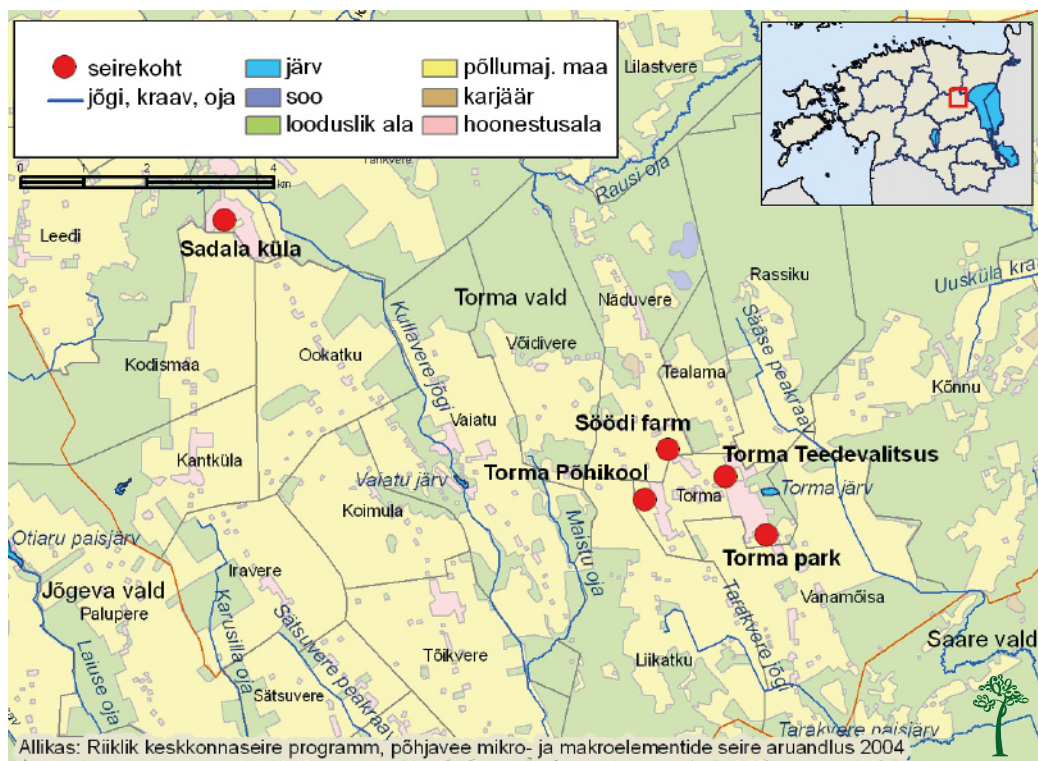 seirekoht
jõgi, kraav, oja
järv
soo
looduslik ala
põllumaj. maa
karjäär
hoonestusala
0 2 4
km
Lilastvere
Rausi oja
Leedi
Sadala küla
Torma vald
Näduvere
Rassiku
Uusküla kraav
Kullavere jõgi
Sääse peakraav
Kodismaa
Ookatku
Võidivere
Tealama
Kõnnu
Vaiatu
Söödi farm
Torma Teedevalitsus
Kantküla
Vaiatu järv
Torma Põhikool
Torma
Torma järv
Koimula
Maistu oja
Torma park
Otiaru paisjärv
Iravere
Jõgeva vald
Palupere
Karusilla oja
Sätsuvere peakraav
Tarakvere jõgi
Vanamõisa
Saare vald
Laiuse oja
Tõikvere
Liikatku
Sätsuvere
Tarakvere paisjärv
Allikas: Riiklik keskkonnaseire programm, põhjavee mikro- ja makroelementide seire aruandlus 2004